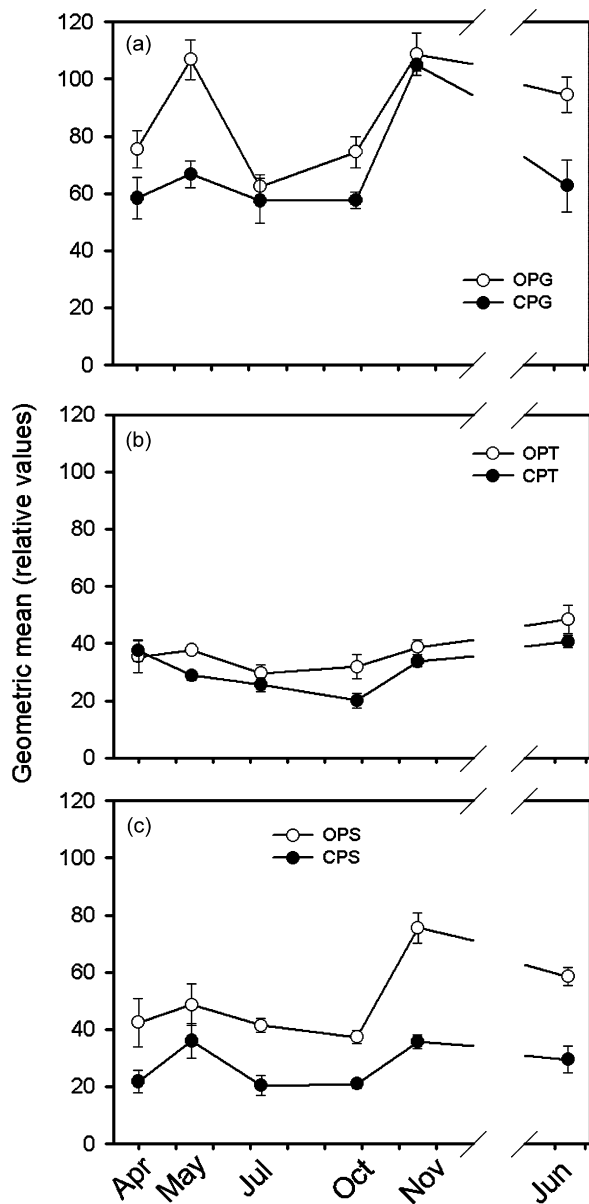 Geometric mean (relative values)
(a)
120
100
80
60
40
20
0
OPG
CPG
(b)
120
100
80
60
40
20
0
OPT
CPT
(c)
120
100
80
60
40
20
0
OPS
CPS
Apr May Jul Oct Nov Jun